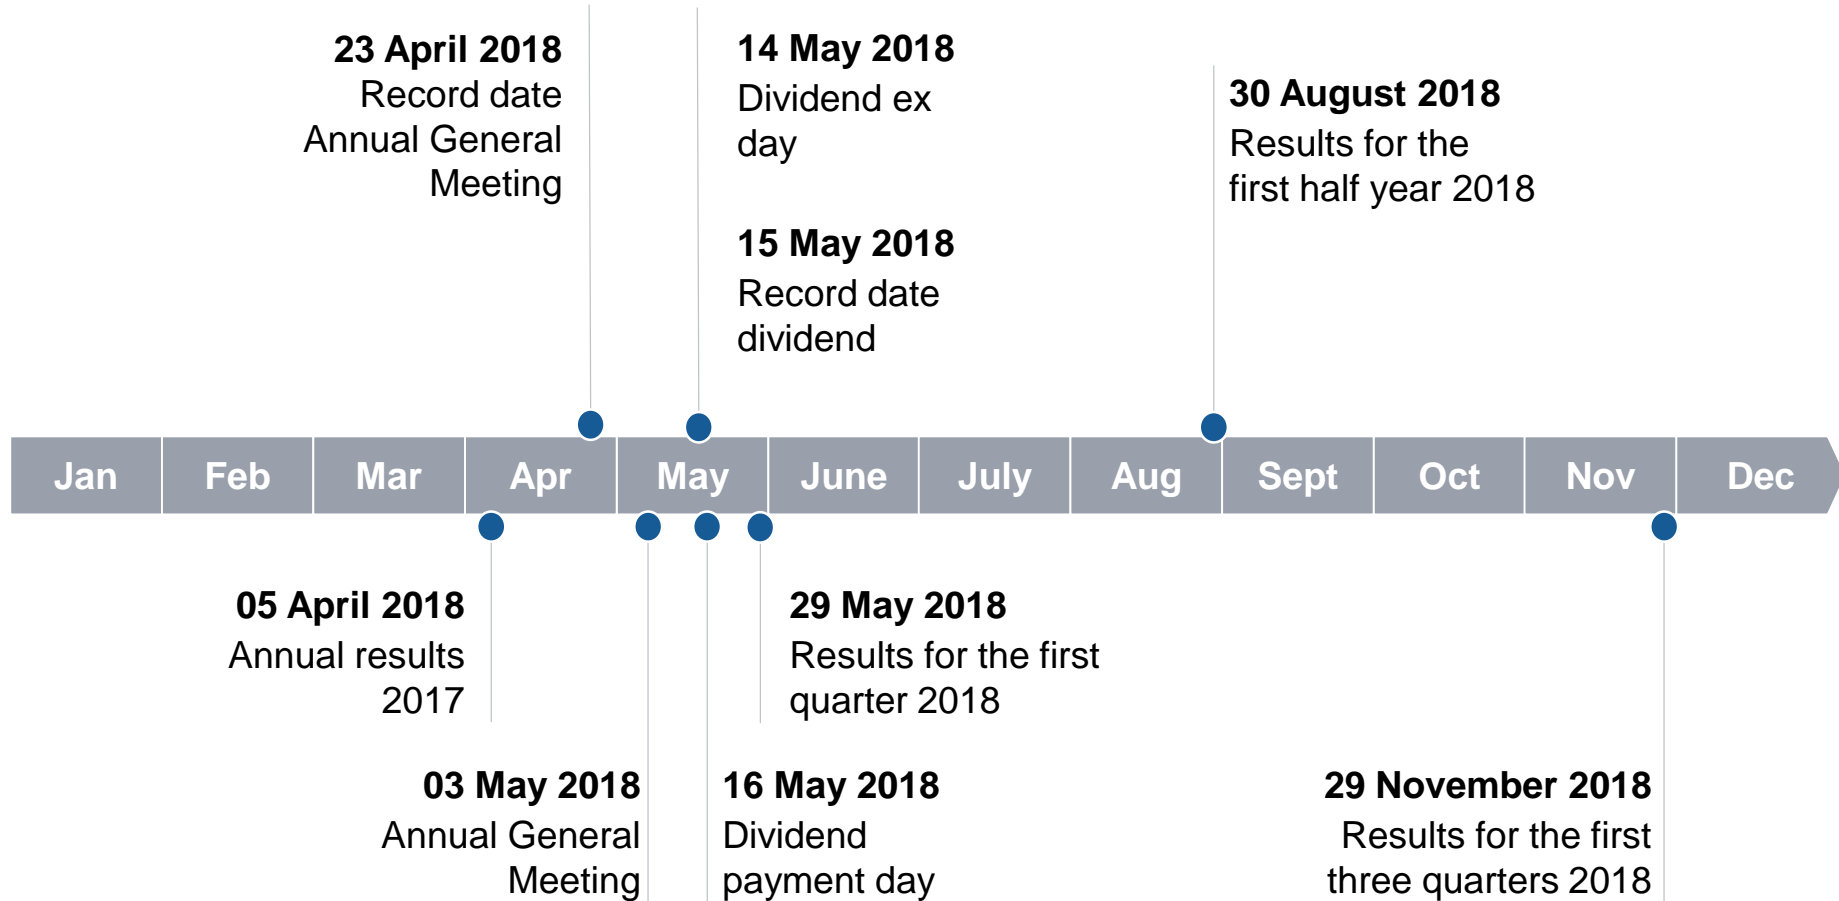 23 April 2018
Record date
Annual General
Meeting
14 May 2018
Dividend ex
day
15 May 2018
Record date
dividend
30 August 2018
Results for the
first half year 2018
Jan
Feb
Mar
Apr
May
June
July
Aug
Sept
Oct
Nov
Dec
05 April 2018
Annual results
2017
29 May 2018
Results for the first
quarter 2018
03 May 2018
Annual General
Meeting
16 May 2018
Dividend
payment day
29 November 2018
Results for the first
three quarters 2018